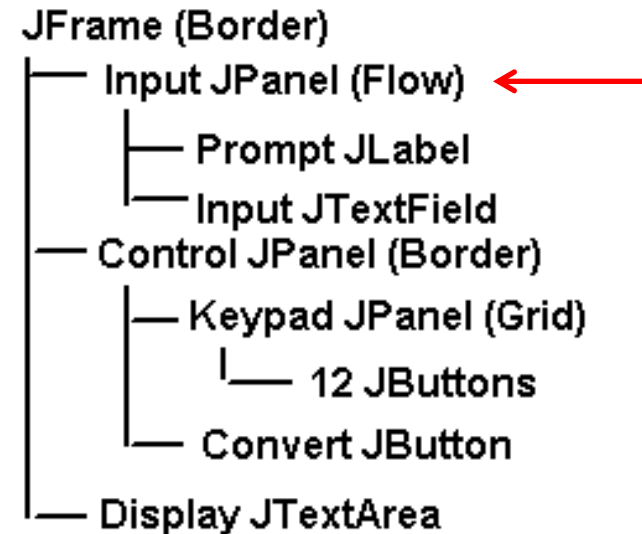 JFrame (Border)
Input JPanel (Flow)
Prompt JLabel
Input JTextField
Control JPanel (Border)
Keypad JPanel (Grid)
12 JButtons
Convert JButton
Display JTextArea